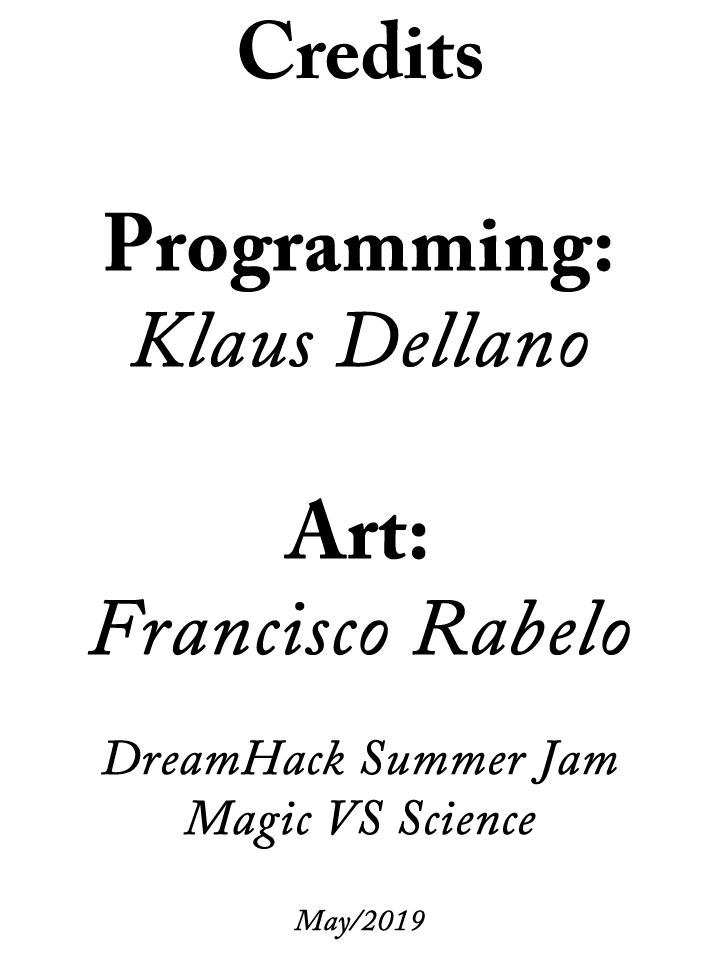 Credits
Programming:
Klaus Dellano
Art:
Francisco Rabelo
DreamHack Summer Jam
Magic VS Science
May/2019